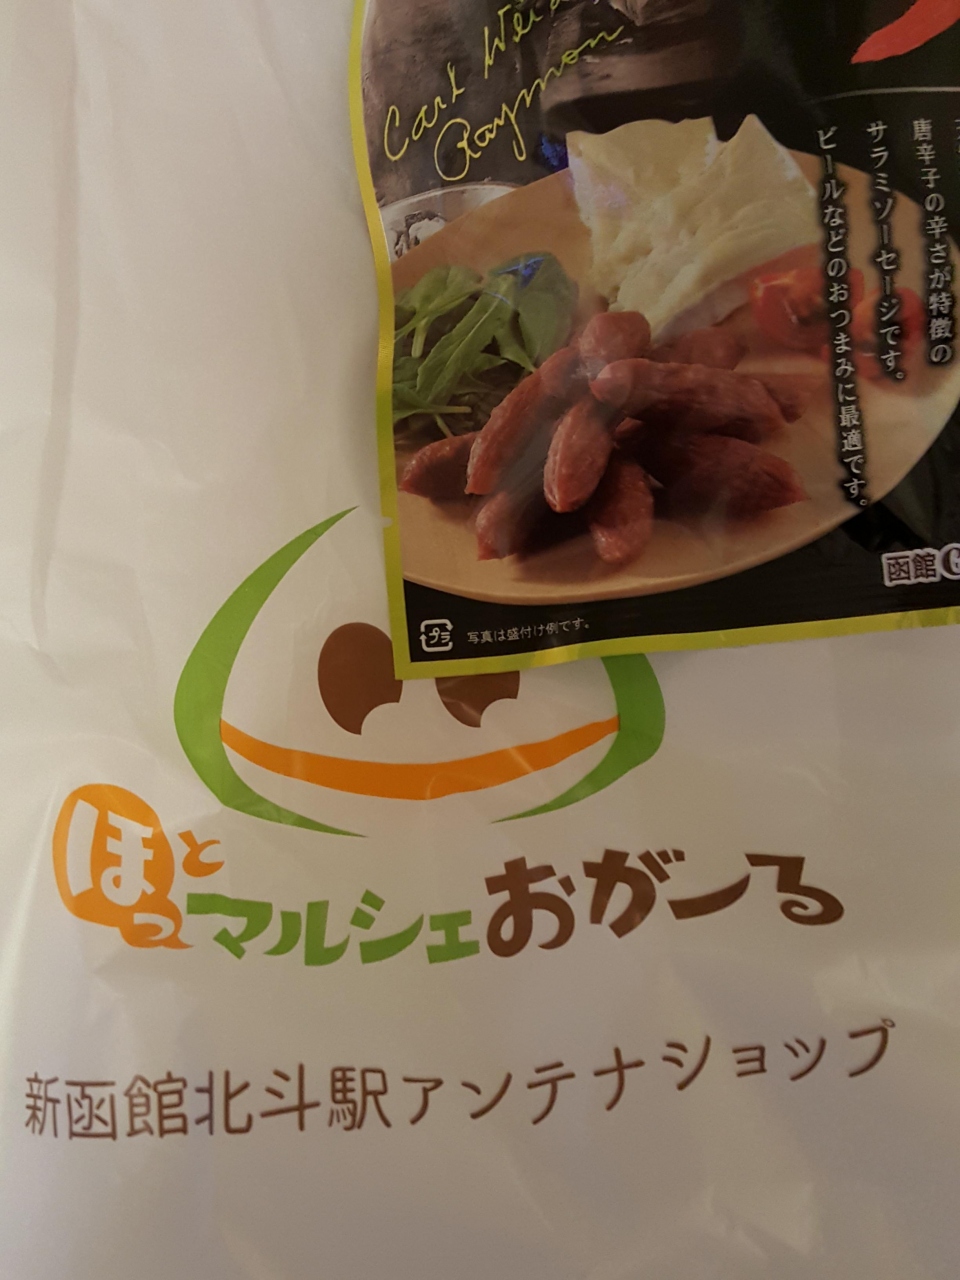 Carl Wei
Raymon
唐辛子の辛さが特徴の
サラミソーセージです。
ビールなどのおつまみに最適です。
函館
プラ
写真は盛付け例です。
ほっとマルシェおがーる
新函館北斗駅アンテナショップ